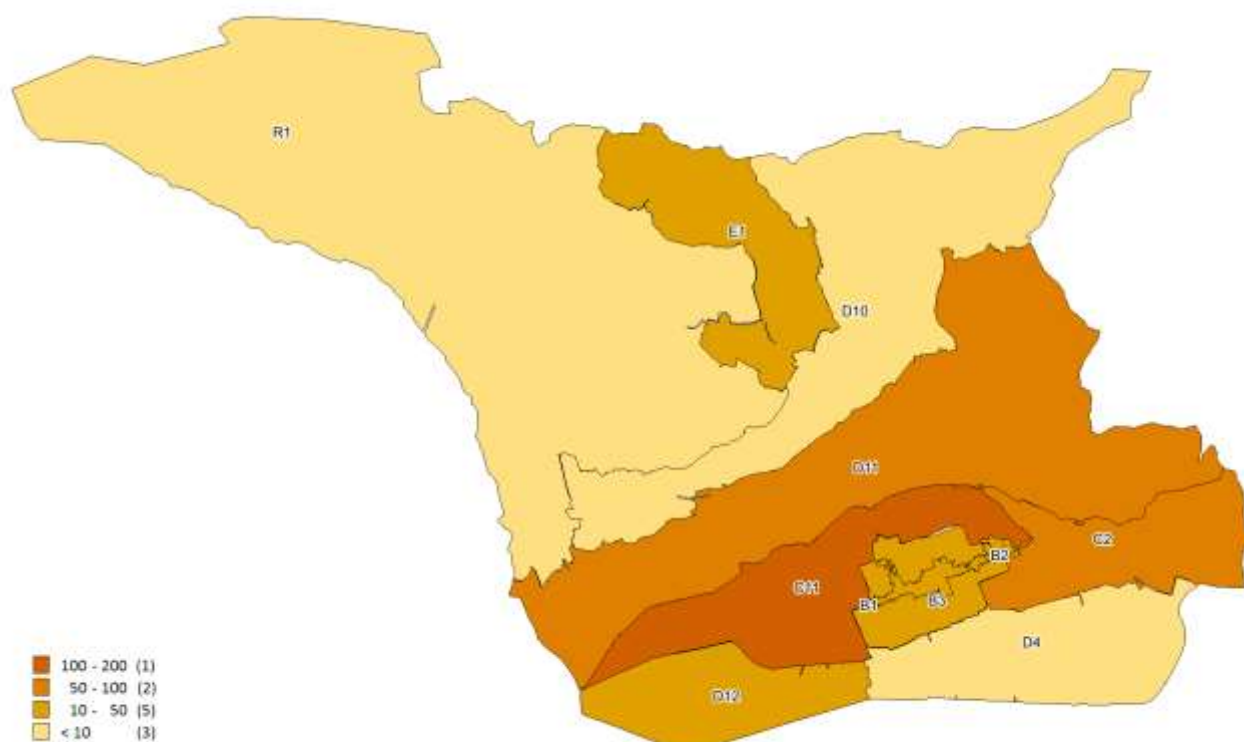 R1
E1
D10
D11
C2
B2
C11
B1
B3
D4
D12
100 - 200 (1)
50 - 100 (2)
10 - 50 (5)
< 10 (3)